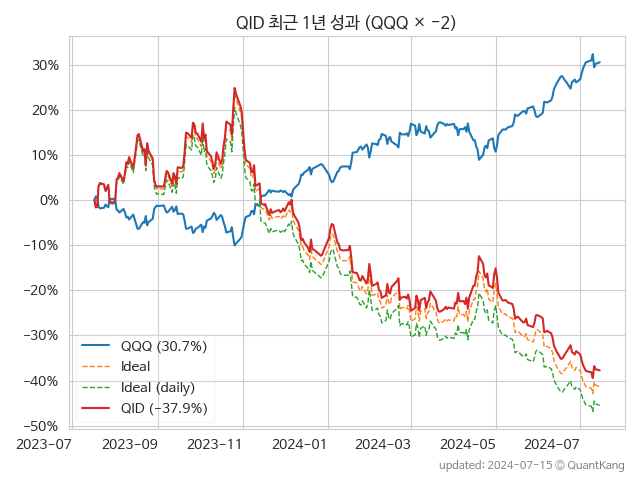 QID 최근 1년 성과 (QQQ × -2)
30%
20%
10%
0%
-10%
-20%
-30%
-40%
-50%
QQQ (30.7%)
Ideal
Ideal (daily)
QID (-37.9%)
2023-07
2023-09
2023-11
2024-01
2024-03
2024-05
2024-07
updated: 2024-07-15 © QuantKang